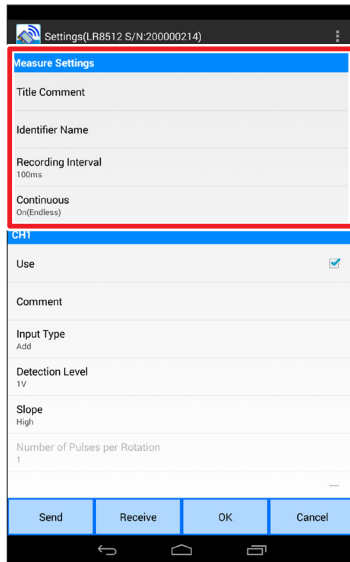 Settings(LR8512 S/N:200000214)
Measure Settings
Title Comment
Identifier Name
Recording Interval
100ms
Continuous
On(Endless)
CH1
Use
Comment
Input Type
Add
Detection Level
1V
Slope
High
Number of Pulses per Rotation
1
Send Receive OK Cancel